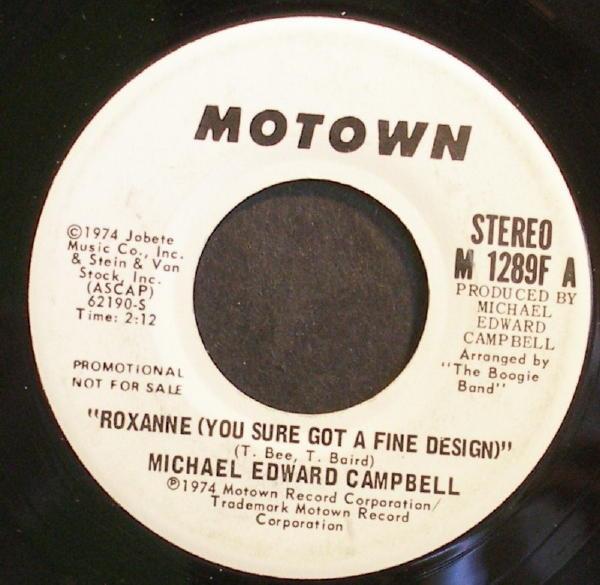 MOTOWN
©1974 Jobete
Music Co., Inc.
& Stein & Van
Stock, Inc.
(ASCAP)
62190-S
Time: 2:12
PROMOTIONAL
NOT FOR SALE
STEREO
M 1289F A
PRODUCED BY
MICHAEL
EDWARD
CAMPBELL
Arranged by
"The Boogie
Band"
"ROXANNE (YOU SURE GOT A FINE DESIGN)"
(T. Bee, T. Baird)
MICHAEL EDWARD CAMPBELL
℗1974 Motown Record Corporation/
Trademark Motown Record
Corporation